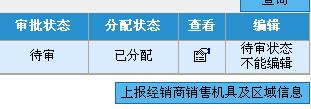 查询
审批状态 分配状态 查看 编辑
待审 已分配 待审状态
不能编辑
上报经销商销售机具及区域信息